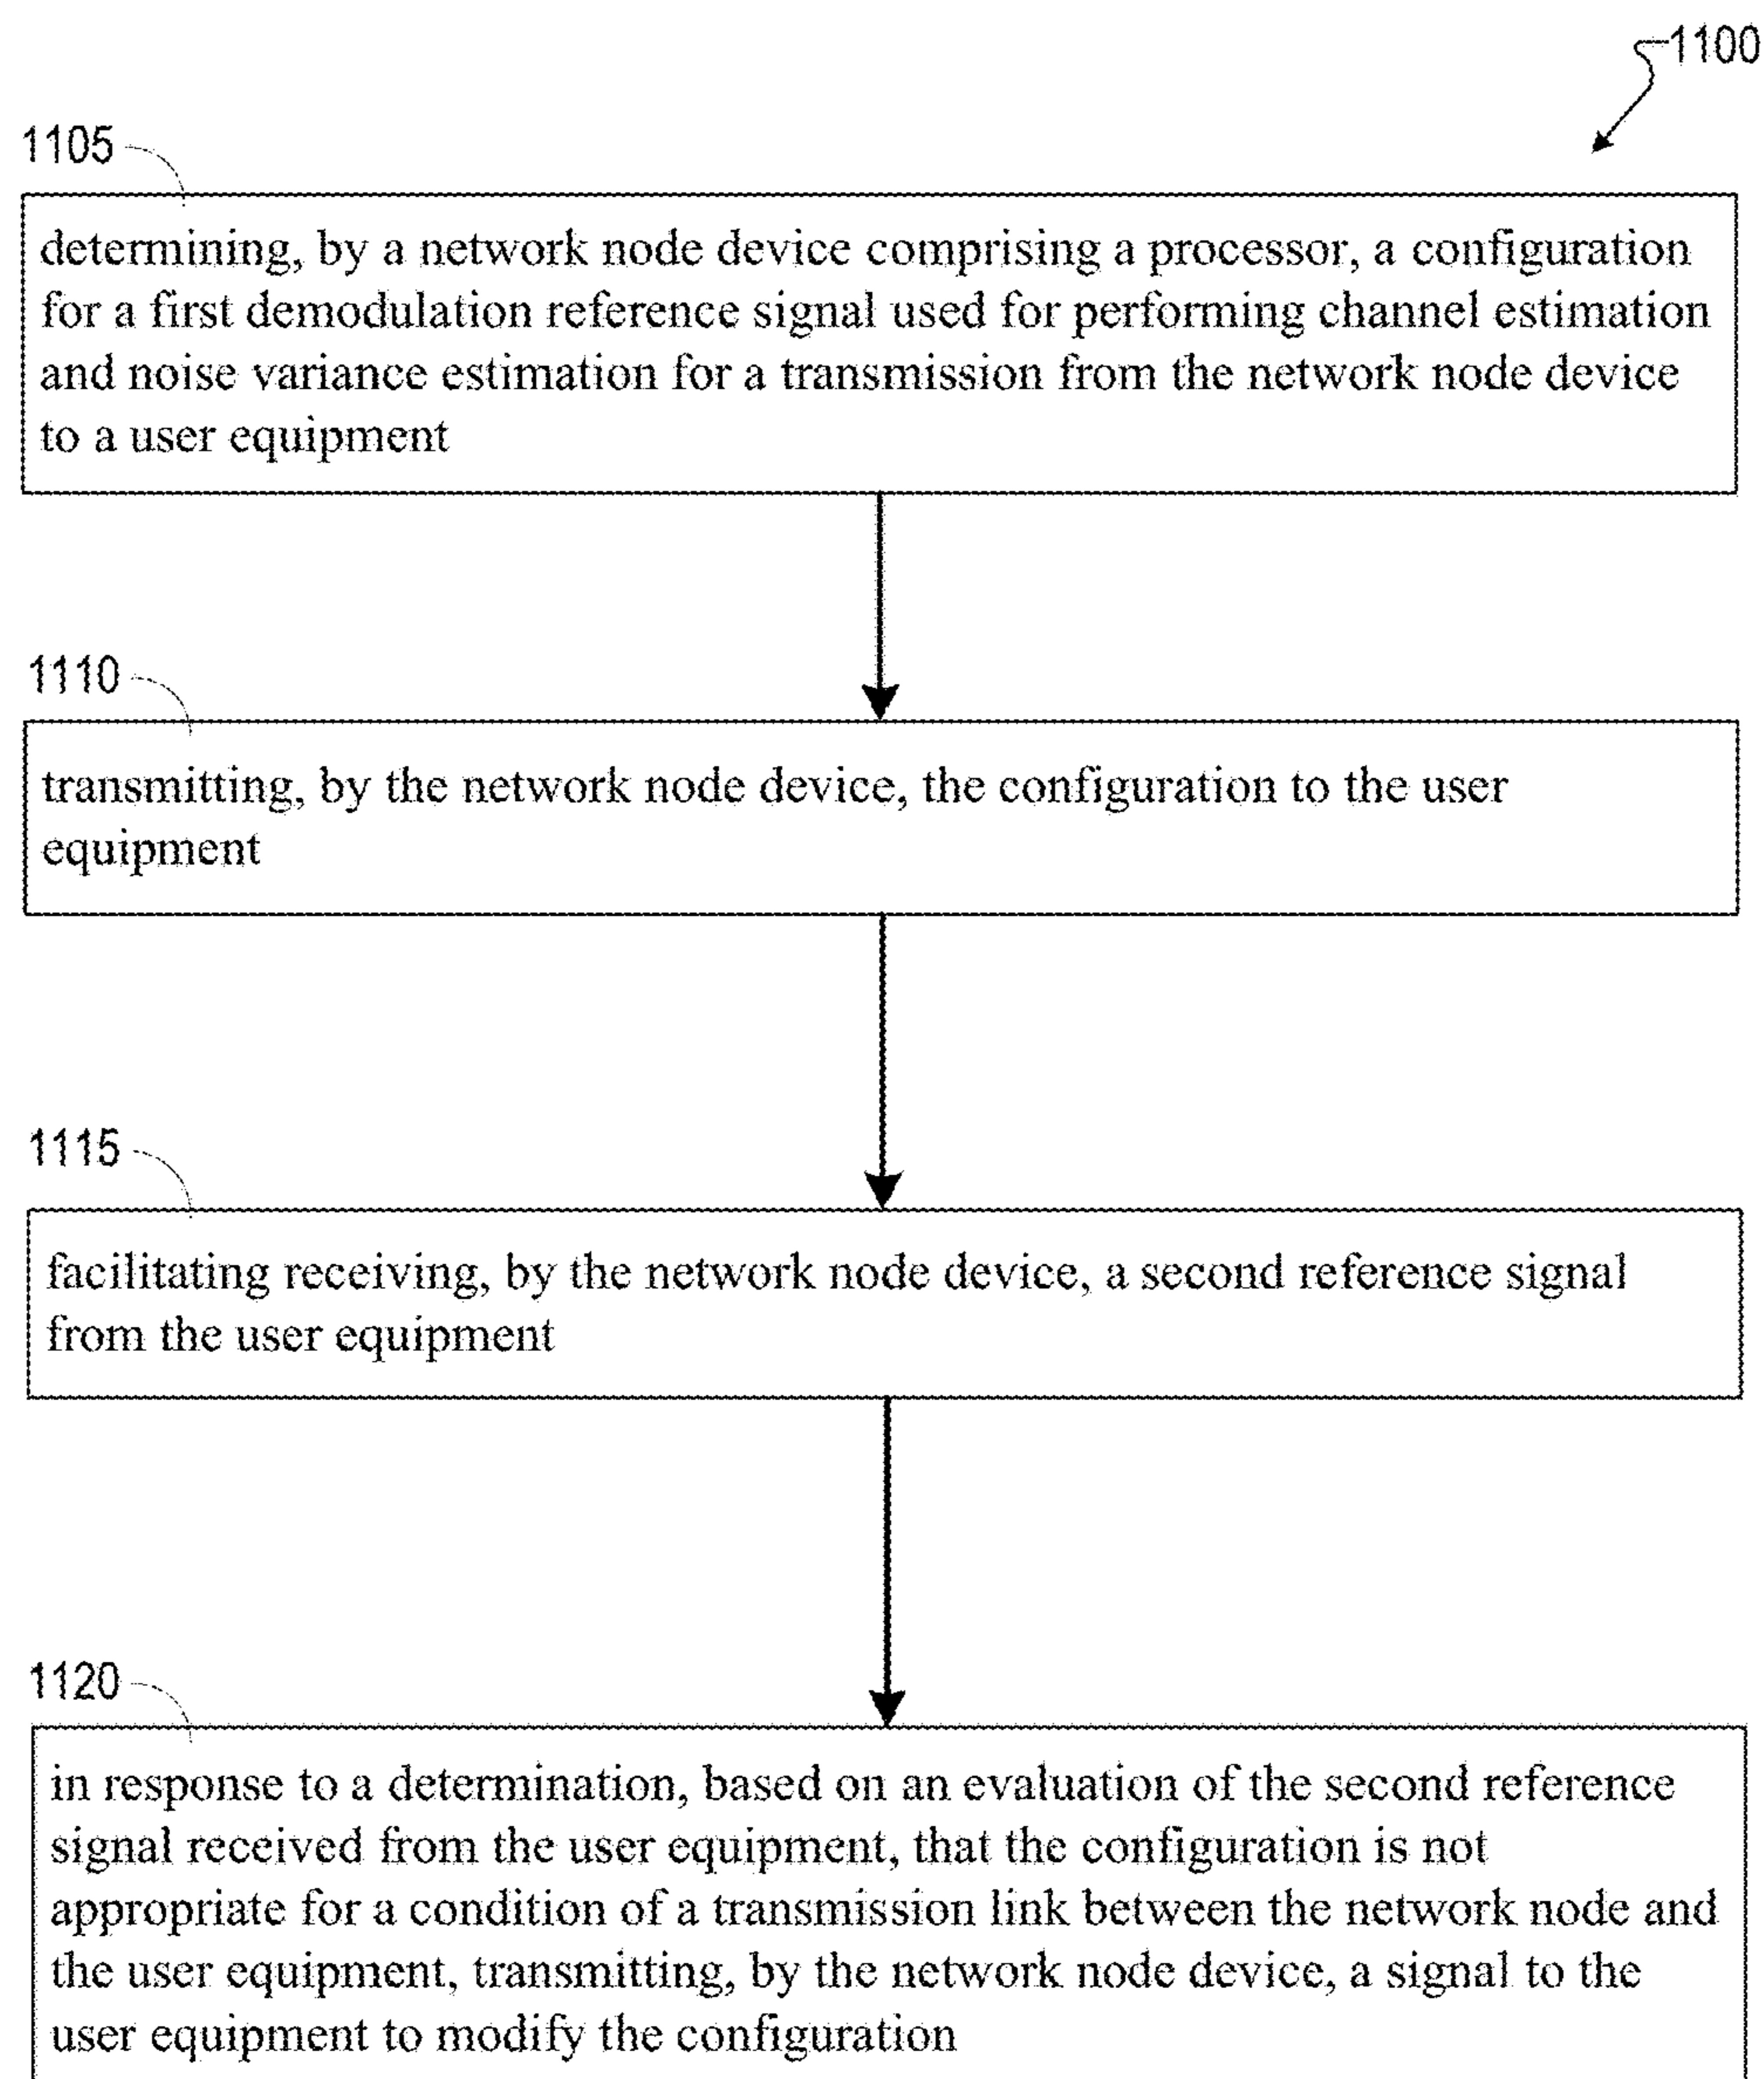 1100
1105
determining, by a network node device comprising a processor, a configuration
for a first demodulation reference signal used for performing channel estimation
and noise variance estimation for a transmission from the network node device
to a user equipment
1110
transmitting, by the network node device, the configuration to the user
equipment
1115
facilitating receiving, by the network node device, a second reference signal
from the user equipment
1120
in response to a determination, based on an evaluation of the second reference
signal received from the user equipment, that the configuration is not
appropriate for a condition of a transmission link between the network node and
the user equipment, transmitting, by the network node device, a signal to the
user equipment to modify the configuration